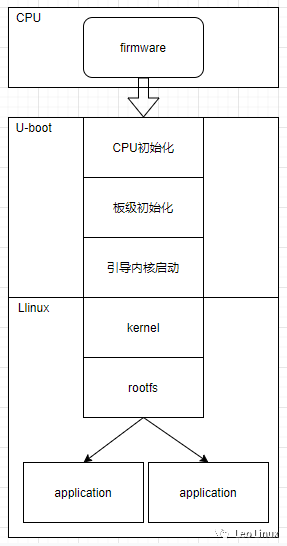 CPU
firmware
U-boot
CPU初始化
板级初始化
引导内核启动
Llinux
kernel
rootfs
application
application
leolinux